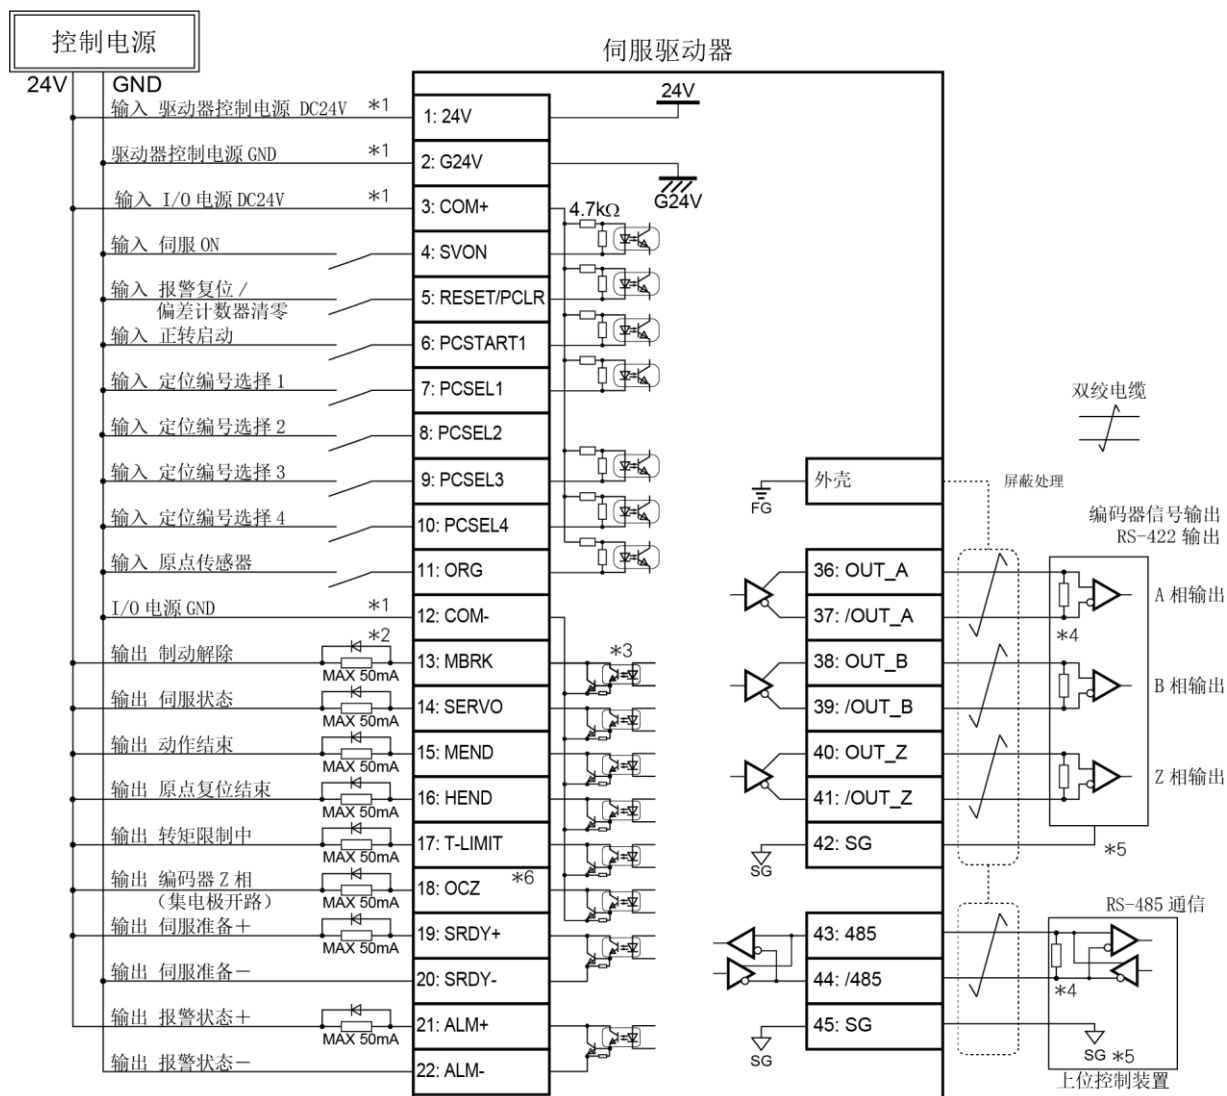 控制电源
伺服驱动器
24V
GND
24V
输入 驱动器控制电源 DC24V *1
1: 24V
驱动器控制电源 GND *1
2: G24V
G24V
输入 I/O 电源 DC24V *1
3: COM+
4.7kΩ
输入 伺服 ON
4: SVON
输入 报警复位 /
偏差计数器清零
5: RESET/PCLR
输入 正转启动
6: PCSTART1
输入 定位编号选择 1
7: PCSEL1
输入 定位编号选择 2
8: PCSEL2
输入 定位编号选择 3
9: PCSEL3
输入 定位编号选择 4
10: PCSEL4
输入 原点传感器
11: ORG
I/O 电源 GND *1
12: COM-
输出 制动解除
*2
MAX 50mA
13: MBRK
*3
输出 伺服状态
MAX 50mA
14: SERVO
输出 动作结束
MAX 50mA
15: MEND
输出 原点复位结束
MAX 50mA
16: HEND
输出 转矩限制中
MAX 50mA
17: T-LIMIT
输出 编码器 Z 相
（集电极开路）
MAX 50mA
18: OCZ
*6
输出 伺服准备＋
MAX 50mA
19: SRDY+
输出 伺服准备－
20: SRDY-
输出 报警状态＋
MAX 50mA
21: ALM+
输出 报警状态－
22: ALM-
双绞电缆
外壳
FG
屏蔽处理
编码器信号输出
RS-422 输出
36: OUT_A
37: /OUT_A
A 相输出
*4
38: OUT_B
39: /OUT_B
B 相输出
40: OUT_Z
41: /OUT_Z
Z 相输出
42: SG
SG
*5
RS-485 通信
43: 485
44: /485
*4
45: SG
SG
SG *5
上位控制装置